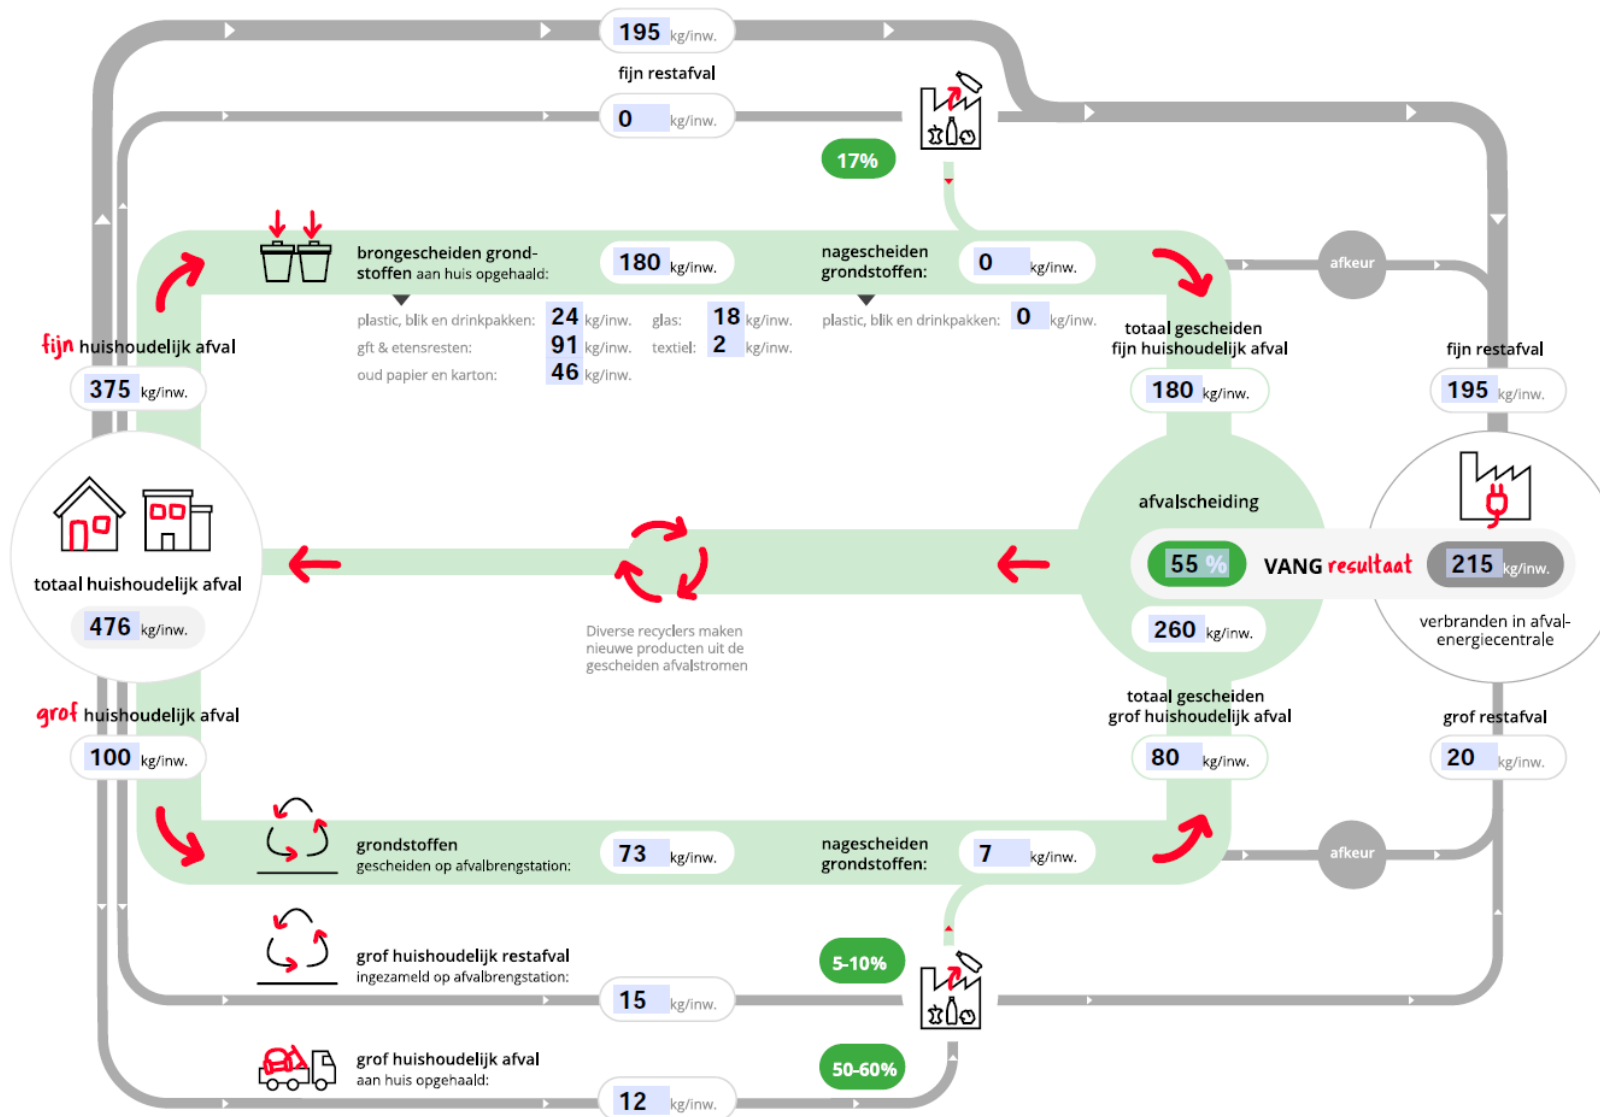 195 kg/inw.
fijn restafval
0 kg/inw.
17%
brongescheiden grond-
stoffen aan huis opgehaald:
180 kg/inw.
nagescheiden
grondstoffen:
0 kg/inw.
afkeur
plastic, blik en drinkpakken: 24 kg/inw.
glas: 18 kg/inw.
gft & etensresten: 91 kg/inw.
textiel: 2 kg/inw.
oud papier en karton: 46 kg/inw.
plastic, blik en drinkpakken: 0 kg/inw.
totaal gescheiden
fijn huishoudelijk afval
180 kg/inw.
fijn huishoudelijk afval
375 kg/inw.
fijn restafval
195 kg/inw.
totaal huishoudelijk afval
476 kg/inw.
Diverse recyclers maken
nieuwe producten uit de
gescheiden afvalstromen
afvalscheiding
55 % VANG resultaat 215 kg/inw.
260 kg/inw.
verbranden in afval-
energiecentrale
grof huishoudelijk afval
100 kg/inw.
totaal gescheiden
grof huishoudelijk afval
80 kg/inw.
grof restafval
20 kg/inw.
grondstoffen
gescheiden op afvalbrengstation:
73 kg/inw.
nagescheiden
grondstoffen:
7 kg/inw.
afkeur
grof huishoudelijk restafval
ingezameld op afvalbrengstation:
15 kg/inw.
5-10%
grof huishoudelijk afval
aan huis opgehaald:
12 kg/inw.
50-60%